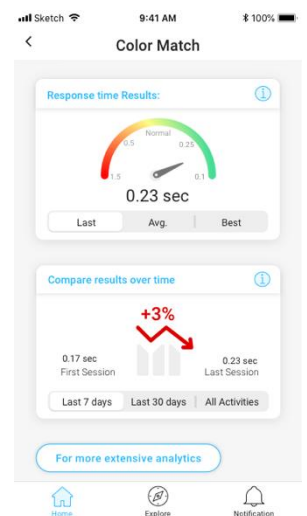 Sketch 9:41 AM 100%
Color Match
Response time Results:
Normal
0.5 0.25
1.5 0.1
0.23 sec
Last Avg. Best
Compare results over time
+3%
0.17 sec 0.23 sec
First Session Last Session
Last 7 days Last 30 days All Activities
For more extensive analytics
Home Explore Notification